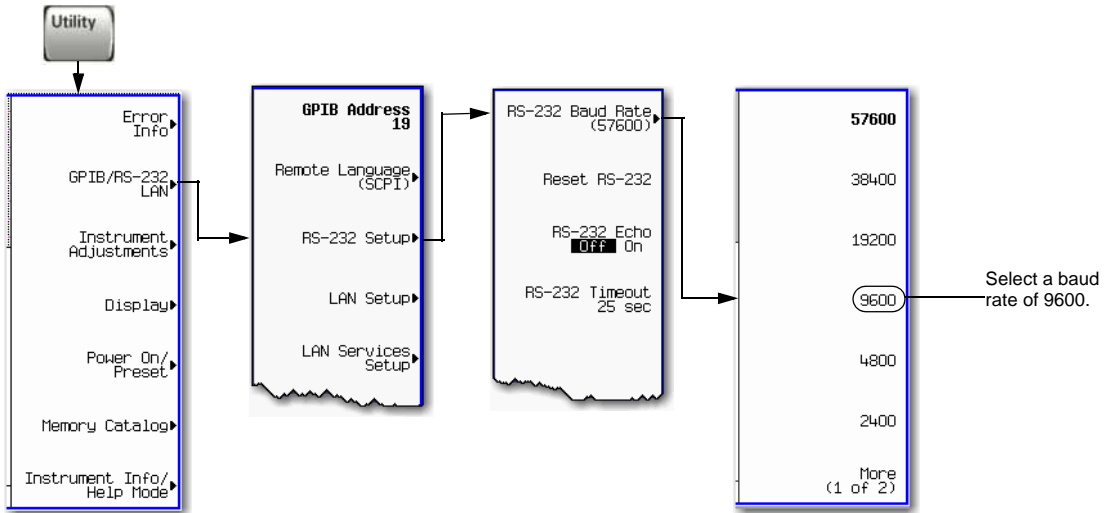 Utility
Error
Info
GPIB/RS-232
LAN
Instrument
Adjustments
Display
Power On/
Preset
Memory Catalog
Instrument Info/
Help Mode
GPIB Address
19
Remote Language
(SCPI)
RS-232 Setup
LAN Setup
LAN Services
Setup
RS-232 Baud Rate
(57600)
Reset RS-232
RS-232 Echo
Off On
RS-232 Timeout
25 sec
57600
38400
19200
9600
4800
2400
More
(1 of 2)
Select a baud
rate of 9600.